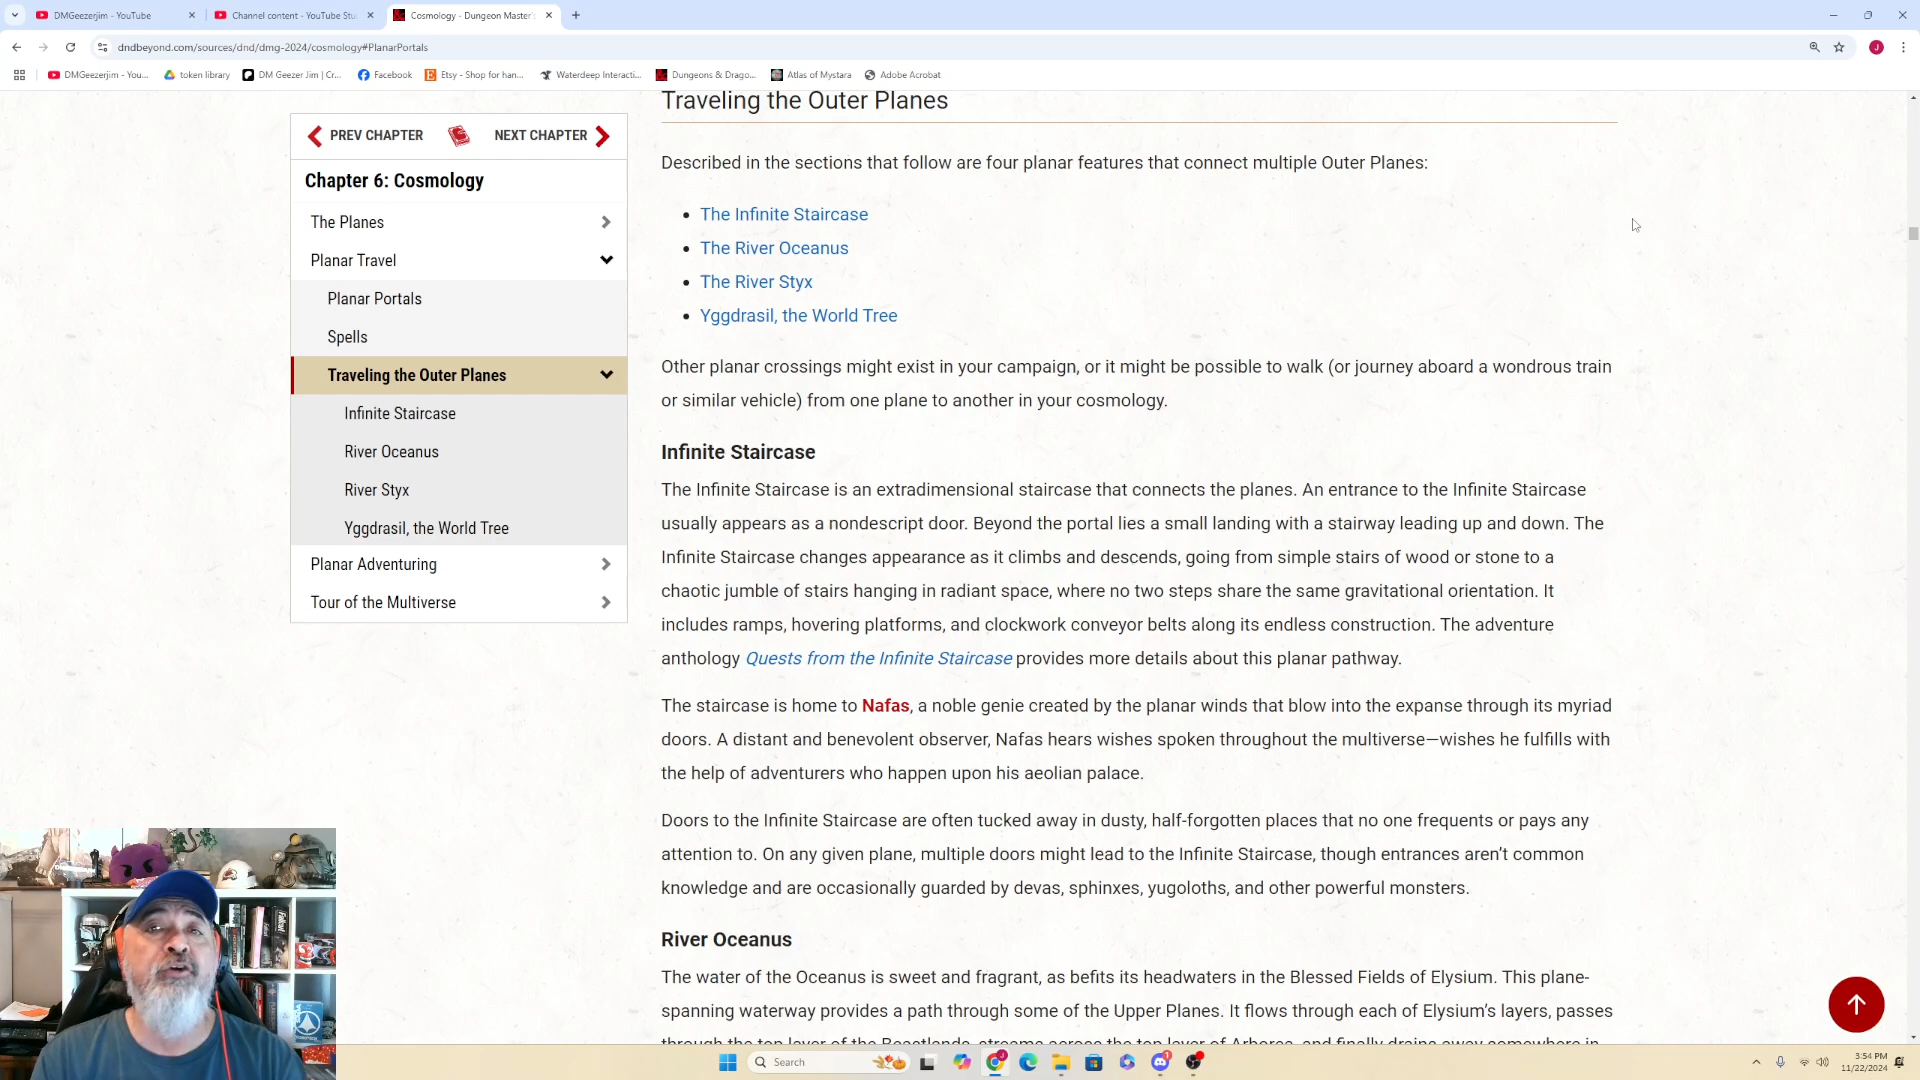 DMGeezerjim - YouTube
Channel content - YouTube Stu
Cosmology - Dungeon Master's
dndbeyond.com/sources/dnd/dmg-2024/cosmology#PlanarPortals
J
DMGeezerjim - You...
token library
DM Geezer Jim | Cr...
Facebook
Etsy - Shop for han...
Waterdeep Interacti...
Dungeons & Drago...
Atlas of Mystara
Adobe Acrobat
PREV CHAPTER
NEXT CHAPTER
Chapter 6: Cosmology
The Planes
Planar Travel
Planar Portals
Spells
Traveling the Outer Planes
Infinite Staircase
River Oceanus
River Styx
Yggdrasil, the World Tree
Planar Adventuring
Tour of the Multiverse
Traveling the Outer Planes
Described in the sections that follow are four planar features that connect multiple Outer Planes:
The Infinite Staircase
The River Oceanus
The River Styx
Yggdrasil, the World Tree
Other planar crossings might exist in your campaign, or it might be possible to walk (or journey aboard a wondrous train
or similar vehicle) from one plane to another in your cosmology.
Infinite Staircase
The Infinite Staircase is an extradimensional staircase that connects the planes. An entrance to the Infinite Staircase
usually appears as a nondescript door. Beyond the portal lies a small landing with a stairway leading up and down. The
Infinite Staircase changes appearance as it climbs and descends, going from simple stairs of wood or stone to a
chaotic jumble of stairs hanging in radiant space, where no two steps share the same gravitational orientation. It
includes ramps, hovering platforms, and clockwork conveyor belts along its endless construction. The adventure
anthology Quests from the Infinite Staircase provides more details about this planar pathway.
The staircase is home to Nafas, a noble genie created by the planar winds that blow into the expanse through its myriad
doors. A distant and benevolent observer, Nafas hears wishes spoken throughout the multiverse—wishes he fulfills with
the help of adventurers who happen upon his aeolian palace.
Doors to the Infinite Staircase are often tucked away in dusty, half-forgotten places that no one frequents or pays any
attention to. On any given plane, multiple doors might lead to the Infinite Staircase, though entrances aren't common
knowledge and are occasionally guarded by devas, sphinxes, yugoloths, and other powerful monsters.
River Oceanus
The water of the Oceanus is sweet and fragrant, as befits its headwaters in the Blessed Fields of Elysium. This plane-
spanning waterway provides a path through some of the Upper Planes. It flows through each of Elysium's layers, passes
through the top layer of the Beastlands, streams across the top layer of Arborea, and finally drains away somewhere in
Search
3:54 PM
11/22/2024